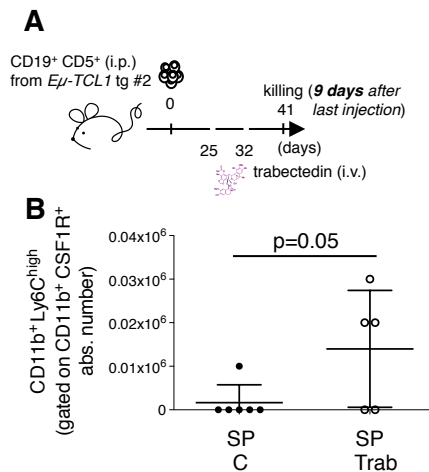 A
CD19⁺ CD5⁺ (i.p.)
from Eμ-TCL1 tg #2
killing (9 days after
last injection)
0
41
25
32
(days)
trabectedin (i.v.)
B
CD11b⁺ Ly6Cʰⁱᵍʰ
(gated on CD11b⁺ CSF1R⁺
abs. number)
0.04x10⁶
p=0.05
0.03x10⁶
0.02x10⁶
0.01x10⁶
0
SP
C
SP
Trab